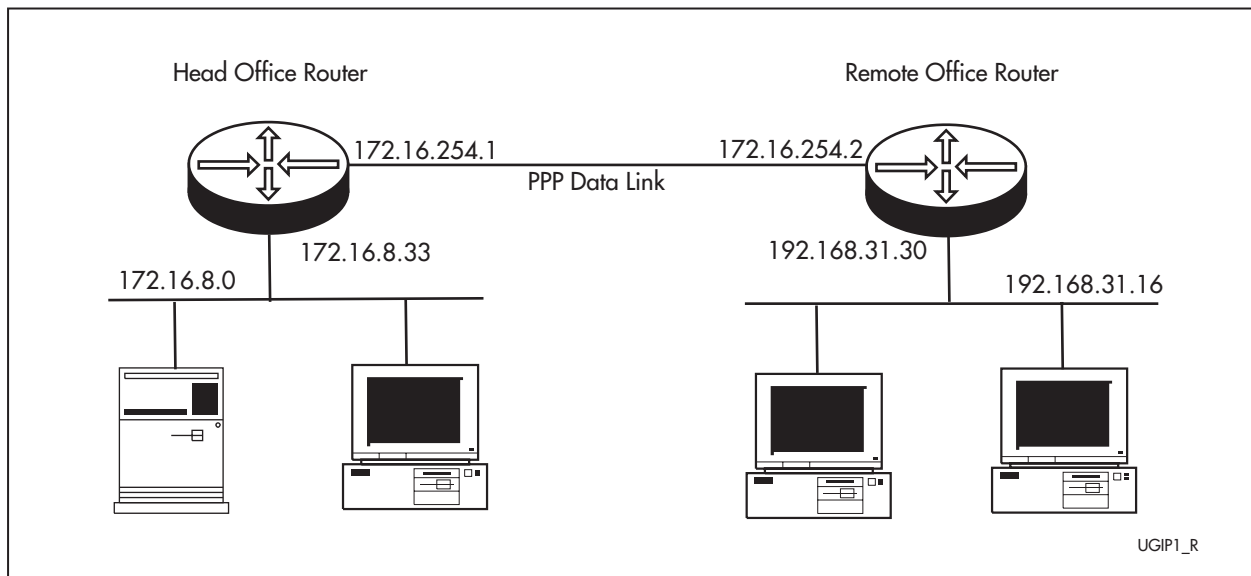 Head Office Router
Remote Office Router
172.16.254.1
172.16.254.2
PPP Data Link
172.16.8.33
192.168.31.30
172.16.8.0
192.168.31.16
UGIP1_R